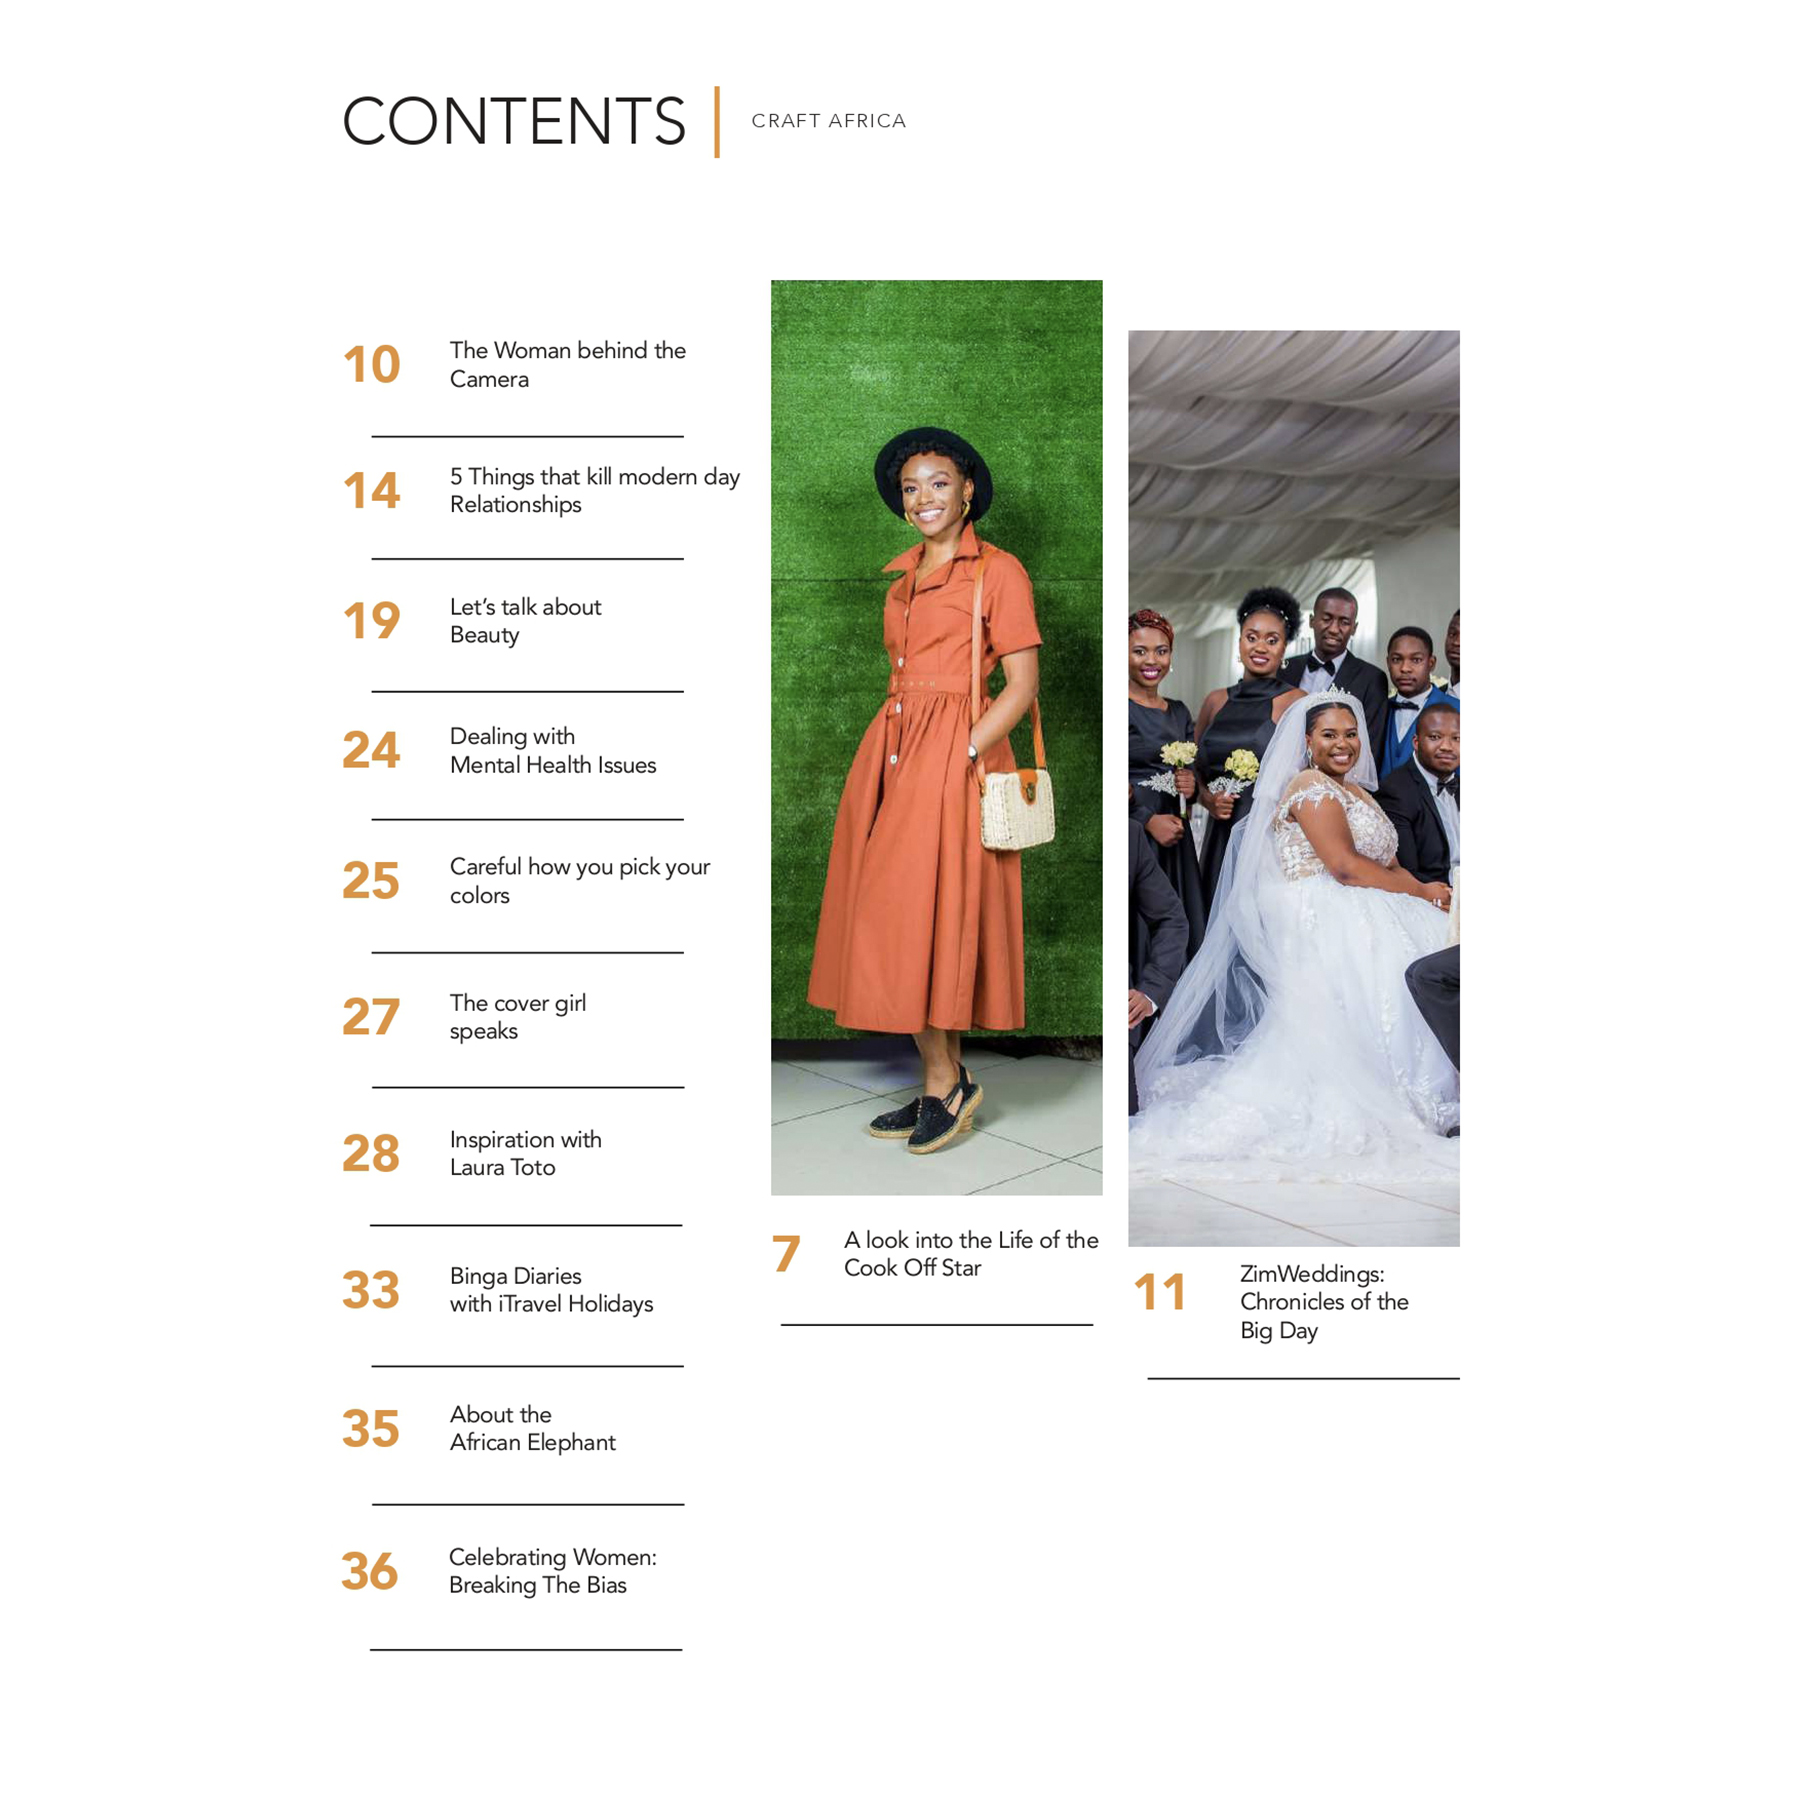 CONTENTS
CRAFT AFRICA
10
The Woman behind the
Camera
14
5 Things that kill modern day
Relationships
19
Let's talk about
Beauty
24
Dealing with
Mental Health Issues
25
Careful how you pick your
colors
27
The cover girl
speaks
28
Inspiration with
Laura Toto
33
Binga Diaries
with iTravel Holidays
35
About the
African Elephant
36
Celebrating Women:
Breaking The Bias
7
A look into the Life of the
Cook Off Star
11
ZimWeddings:
Chronicles of the
Big Day